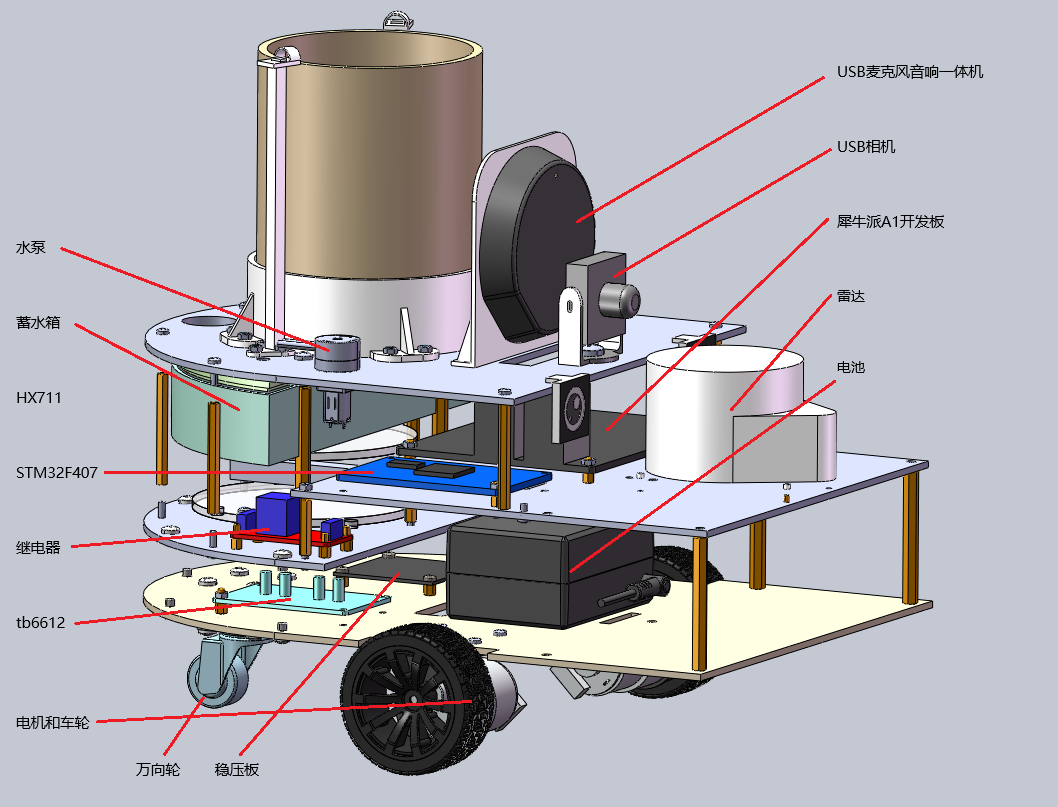 USB麦克风音响一体机
USB相机
犀牛派A1开发板
水泵
雷达
蓄水箱
电池
HX711
STM32F407
继电器
tb6612
电机和车轮
万向轮
稳压板